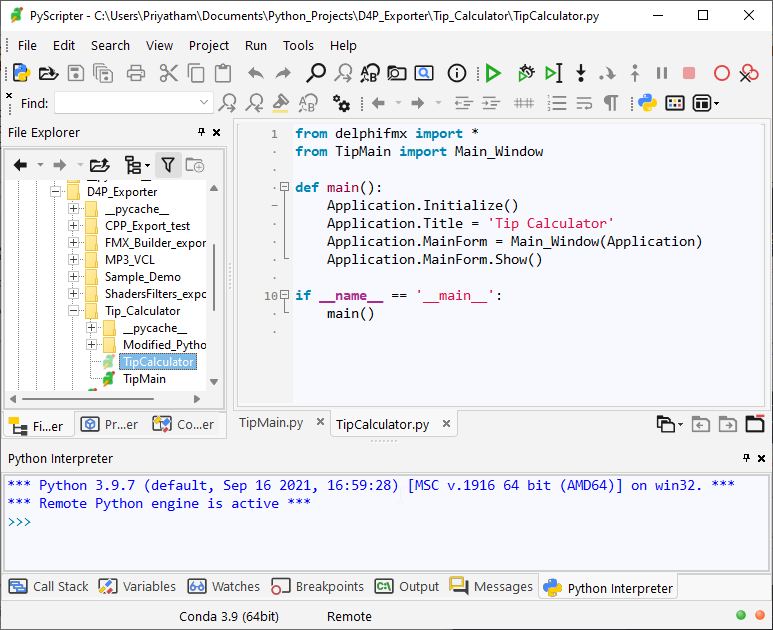 PyScripter - C:\Users\Priyatham\Documents\Python_Projects\D4P_Exporter\Tip_Calculator\TipCalculator.py
File Edit Search View Project Run Tools Help
Find:
File Explorer
D4P_Exporter
__pycache__
CPP_Export_test
FMX_Builder_expor
MP3_VCL
Sample_Demo
ShadersFilters_expo
Tip_Calculator
__pycache__
Modified_Pytho
TipCalculator
TipMain
Fi...er Pr...er Co...er
1 from delphifmx import *
from TipMain import Main_Window
def main():
Application.Initialize()
Application.Title = 'Tip Calculator'
Application.MainForm = Main_Window(Application)
Application.MainForm.Show()
10 if __name__ == '__main__':
main()
TipMain.py TipCalculator.py
Python Interpreter
*** Python 3.9.7 (default, Sep 16 2021, 16:59:28) [MSC v.1916 64 bit (AMD64)] on win32. ***
*** Remote Python engine is active ***
>>>
Call Stack Variables Watches Breakpoints Output Messages Python Interpreter
Conda 3.9 (64bit) Remote